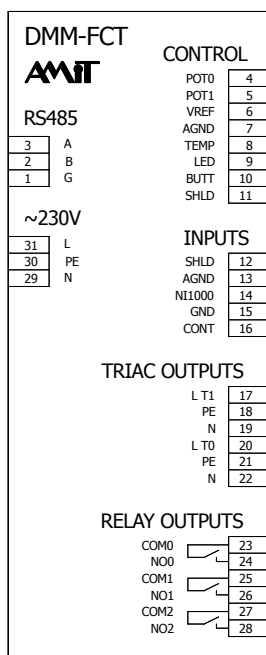 DMM-FCT
AMiT
RS485
3 A
2 B
1 G
~230V
31 L
30 PE
29 N
CONTROL
POT0 4
POT1 5
VREF 6
AGND 7
TEMP 8
LED 9
BUTT 10
SHLD 11
INPUTS
SHLD 12
AGND 13
NI1000 14
GND 15
CONT 16
TRIAC OUTPUTS
L T1 17
PE 18
N 19
L T0 20
PE 21
N 22
RELAY OUTPUTS
COM0 23
NO0 24
COM1 25
NO1 26
COM2 27
NO2 28